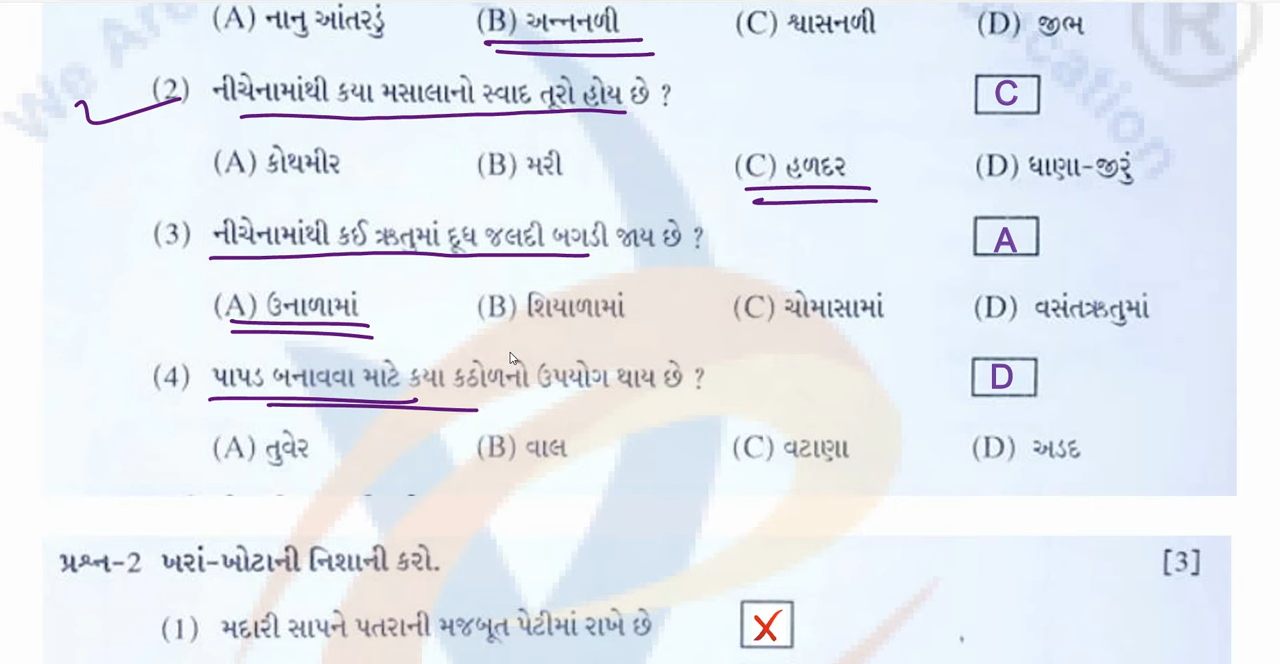 (A) નાનુ આંતરડું (B) અન્નનળી (C) શ્વાસનળી (D) જીભ
(2) નીચેનામાંથી કયા મસાલાનો સ્વાદ તૂરો હોય છે ? C
(A) કોથમીર (B) મરી (C) હળદર (D) ધાણા-જીરું
(3) નીચેનામાંથી કઈ ઋતુમાં દૂધ જલદી બગડી જાય છે ? A
(A) ઉનાળામાં (B) શિયાળામાં (C) ચોમાસામાં (D) વસંતઋતુમાં
(4) પાપડ બનાવવા માટે કયા કઠોળનો ઉપયોગ થાય છે ? D
(A) તુવેર (B) વાલ (C) વટાણા (D) અડદ
પ્રશ્ન-2 ખરાં-ખોટાની નિશાની કરો. [3]
(1) મદારી સાપને પતરાની મજબૂત પેટીમાં રાખે છે X
We Are
R